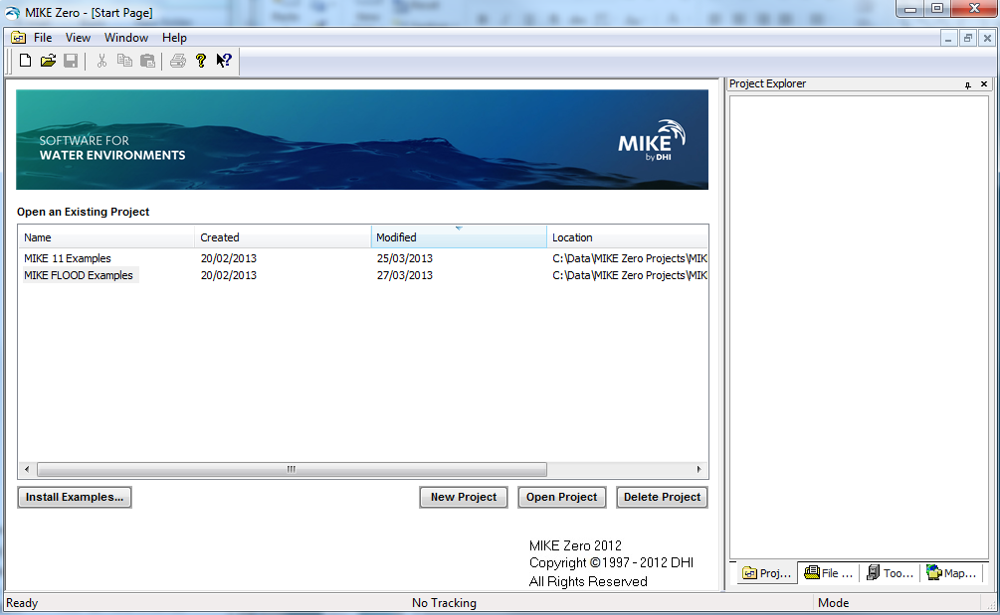 MIKE Zero - [Start Page]
File View Window Help
SOFTWARE FOR
WATER ENVIRONMENTS
MIKE
by DHI
Open an Existing Project
Name Created Modified Location
MIKE 11 Examples 20/02/2013 25/03/2013 C:\Data\MIKE Zero Projects\MIK
MIKE FLOOD Examples 20/02/2013 27/03/2013 C:\Data\MIKE Zero Projects\MIK
Install Examples... New Project Open Project Delete Project
MIKE Zero 2012
Copyright ©1997 - 2012 DHI
All Rights Reserved
Project Explorer
Proj... File ... Too... Map...
Ready No Tracking Mode